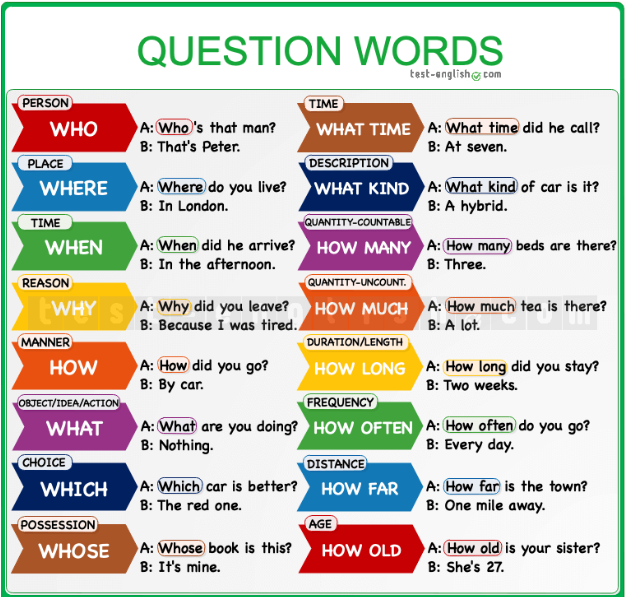 QUESTION WORDS
test-english.com
PERSON
WHO
A: Who's that man?
B: That's Peter.
PLACE
WHERE
A: Where do you live?
B: In London.
TIME
WHEN
A: When did he arrive?
B: In the afternoon.
REASON
WHY
A: Why did you leave?
B: Because I was tired.
MANNER
HOW
A: How did you go?
B: By car.
OBJECT/IDEA/ACTION
WHAT
A: What are you doing?
B: Nothing.
CHOICE
WHICH
A: Which car is better?
B: The red one.
POSSESSION
WHOSE
A: Whose book is this?
B: It's mine.
TIME
WHAT TIME
A: What time did he call?
B: At seven.
DESCRIPTION
WHAT KIND
A: What kind of car is it?
B: A hybrid.
QUANTITY-COUNTABLE
HOW MANY
A: How many beds are there?
B: Three.
QUANTITY-UNCOUNT.
HOW MUCH
A: How much tea is there?
B: A lot.
DURATION/LENGTH
HOW LONG
A: How long did you stay?
B: Two weeks.
FREQUENCY
HOW OFTEN
A: How often do you go?
B: Every day.
DISTANCE
HOW FAR
A: How far is the town?
B: One mile away.
AGE
HOW OLD
A: How old is your sister?
B: She's 27.